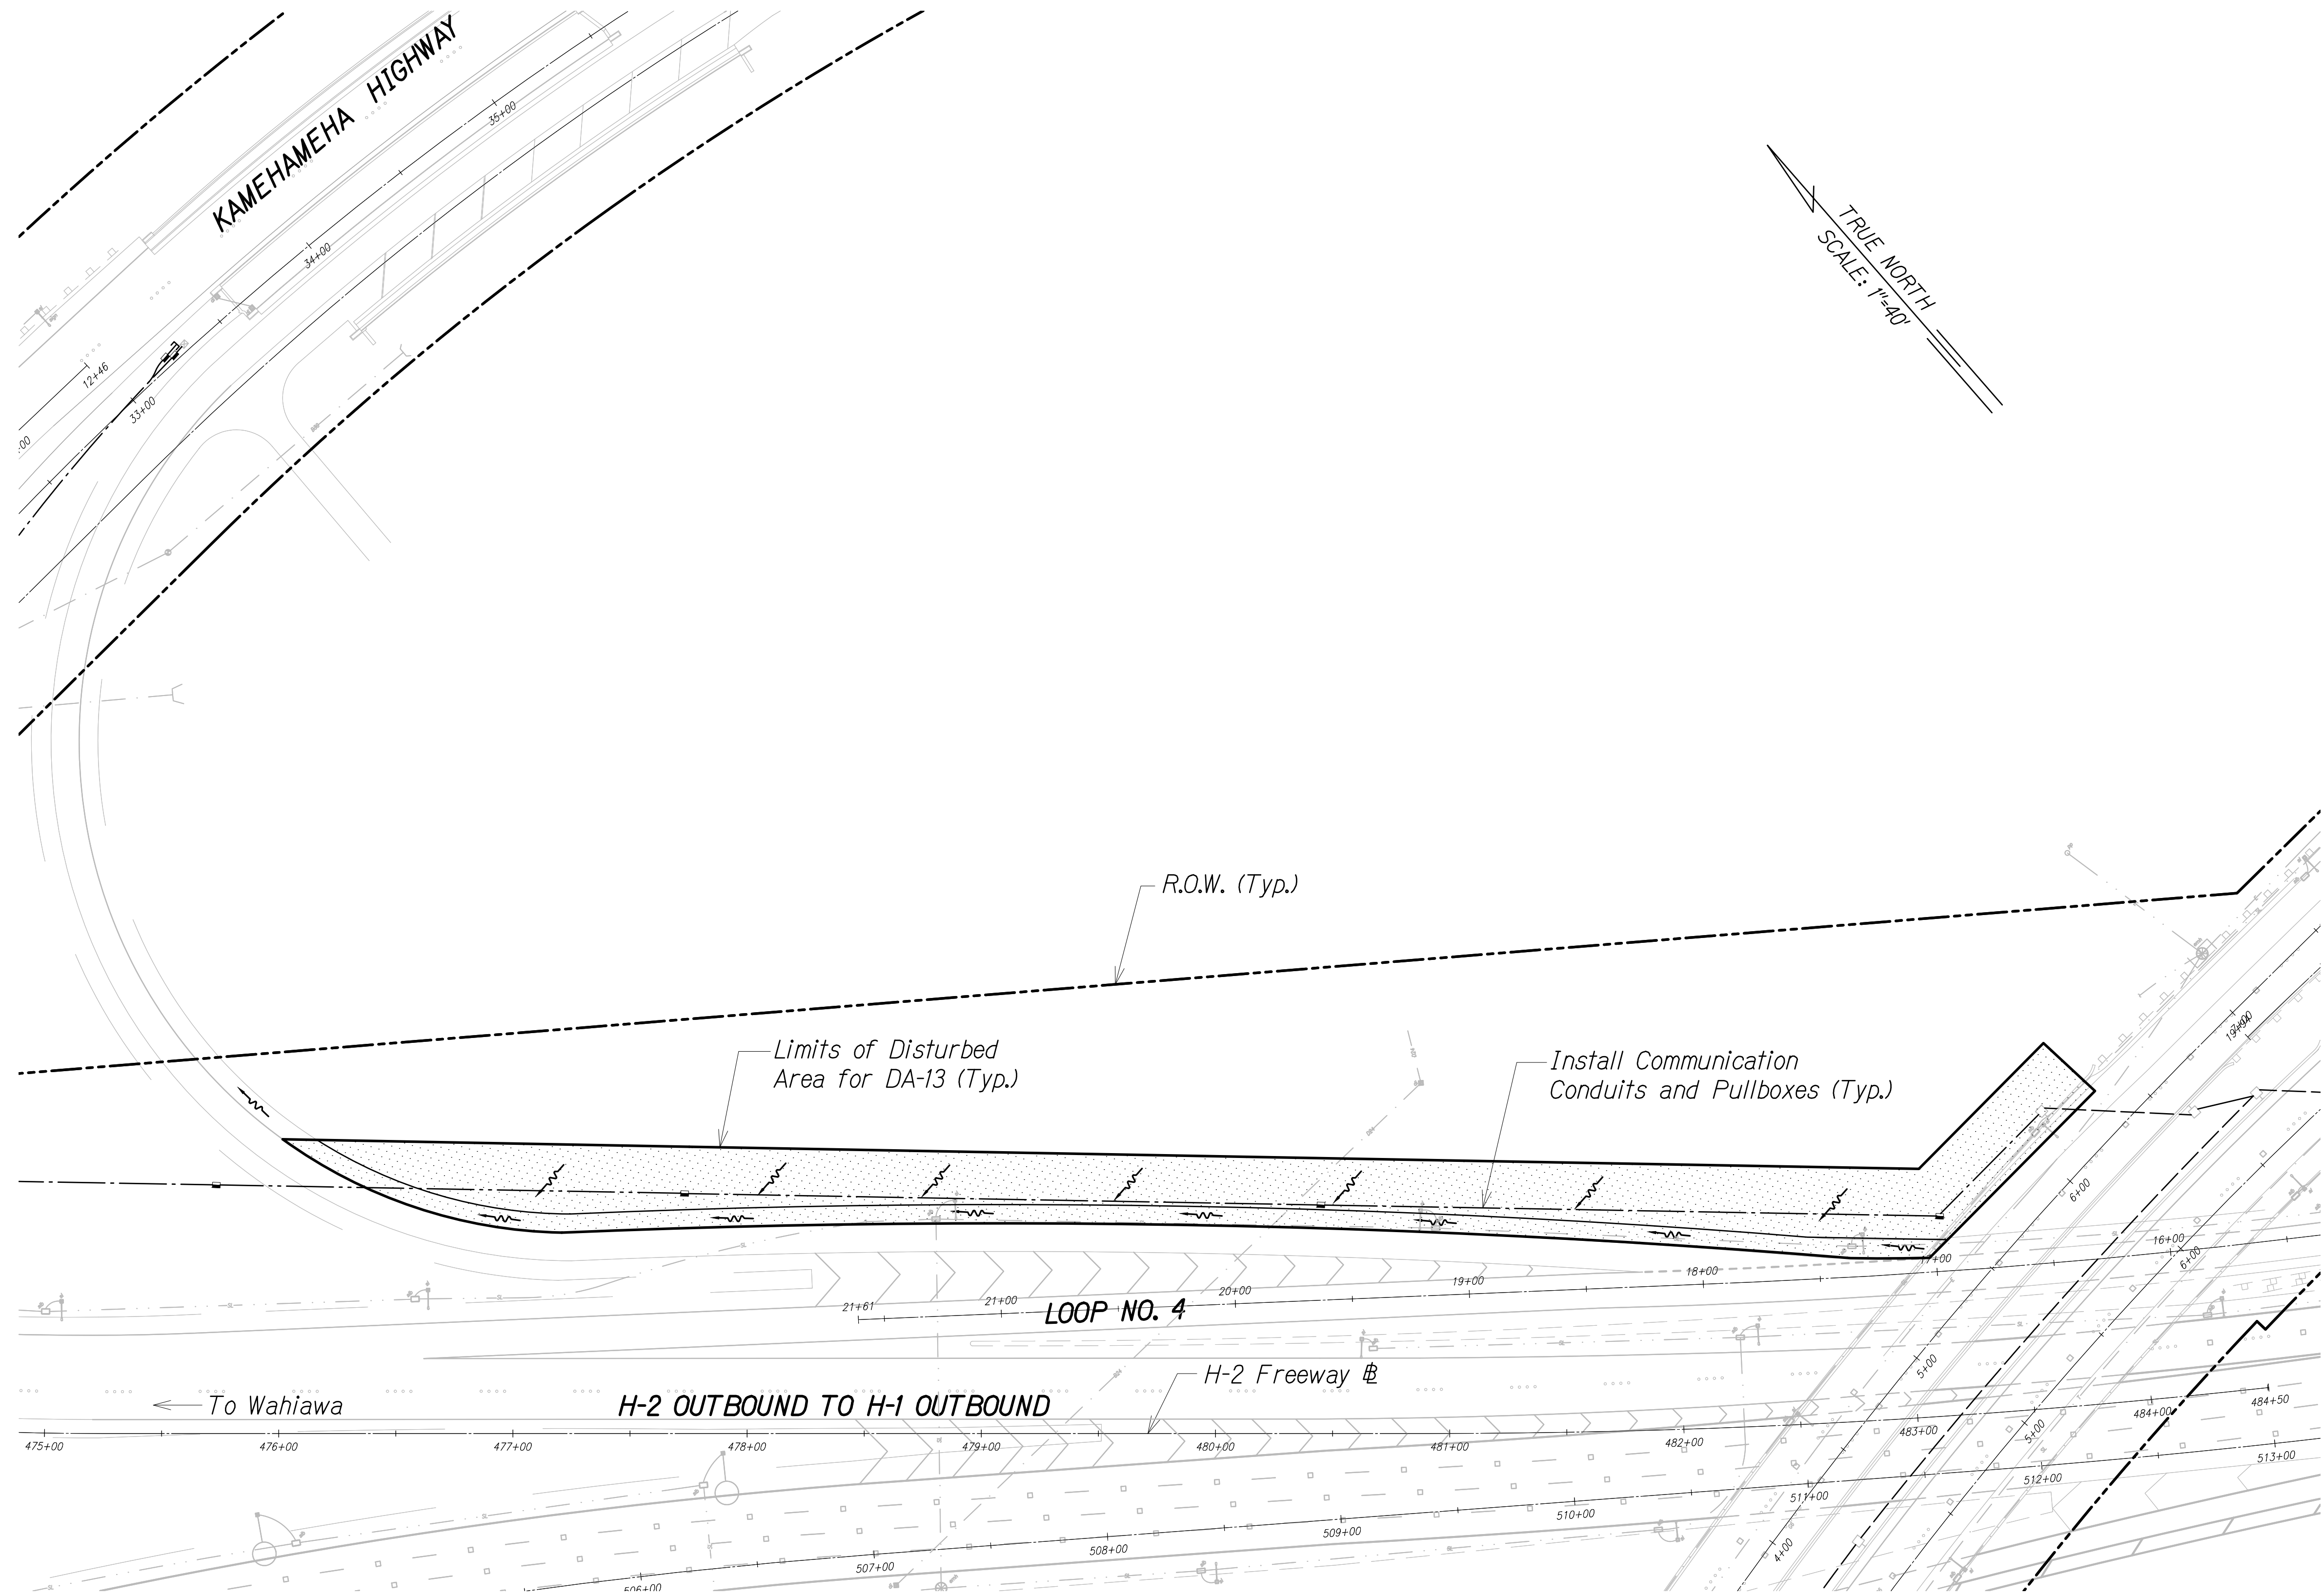 KAMEHAMEHA HIGHWAY
35+00
34+00
12+46
33+00
TRUE NORTH
SCALE: 1"=40'
R.O.W. (Typ.)
Limits of Disturbed
Area for DA-13 (Typ.)
Install Communication
Conduits and Pullboxes (Typ.)
6+00
16+00
6+00
17+00
18+00
19+00
20+00
21+00
21+61
LOOP NO. 4
5+00
H-2 Freeway
To Wahiawa
H-2 OUTBOUND TO H-1 OUTBOUND
484+50
484+00
483+00
482+00
481+00
480+00
479+00
478+00
477+00
476+00
475+00
5+00
513+00
512+00
511+00
510+00
509+00
508+00
507+00
506+00
4+00